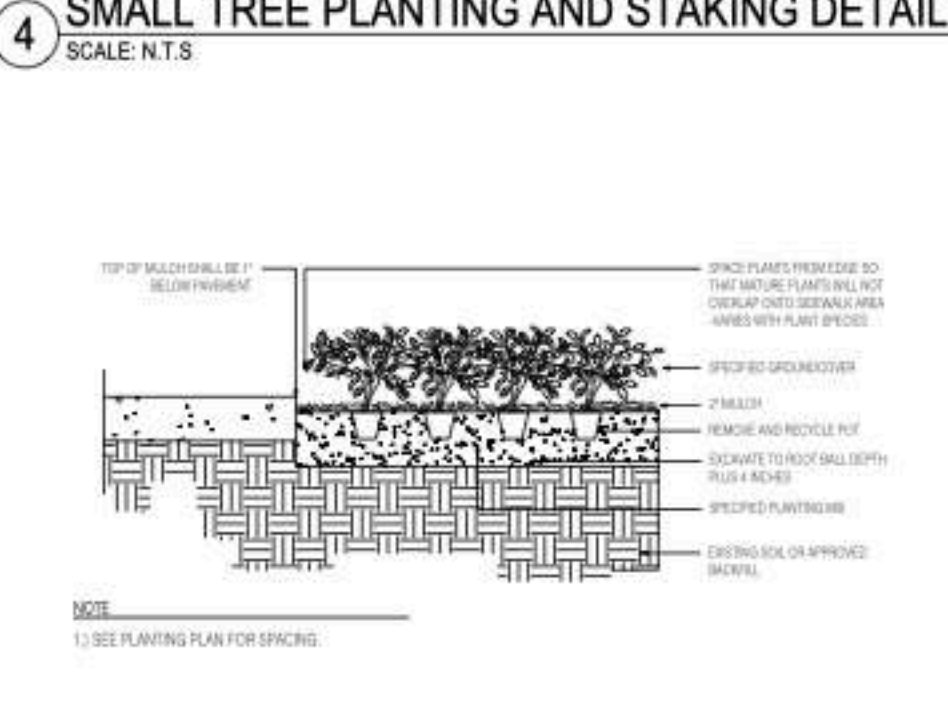 4
SMALL TREE PLANTING AND STAKING DETAIL
SCALE: N.T.S
TOP OF MULCH SHALL BE 1"
BELOW PAVEMENT
SPACE PLANTS FROM EDGE SO
THAT MATURE PLANTS WILL NOT
OVERLAP ONTO SIDEWALK AREA
-VARIES WITH PLANT SPECIES
SPECIFIED GROUNDCOVER
2" MULCH
REMOVE AND RECYCLE POT
EXCAVATE TO ROOT BALL DEPTH
PLUS 4 INCHES
SPECIFIED PLANTING MIX
EXISTING SOIL OR APPROVED
BACKFILL
NOTE
1.) SEE PLANTING PLAN FOR SPACING.